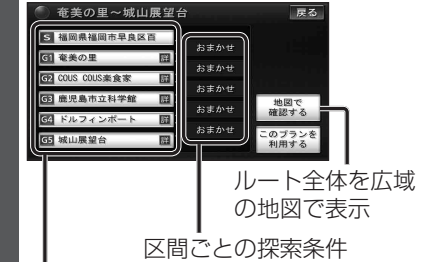 奄美の里～城山展望台
戻る
S 福岡県福岡市早良区百
G1 奄美の里 詳
G2 COUS COUS楽食家 詳
G3 鹿児島市立科学館 詳
G4 ドルフィンポート 詳
G5 城山展望台 詳
おまかせ
おまかせ
おまかせ
おまかせ
おまかせ
地図で
確認する
このプランを
利用する
ルート全体を広域
の地図で表示
区間ごとの探索条件